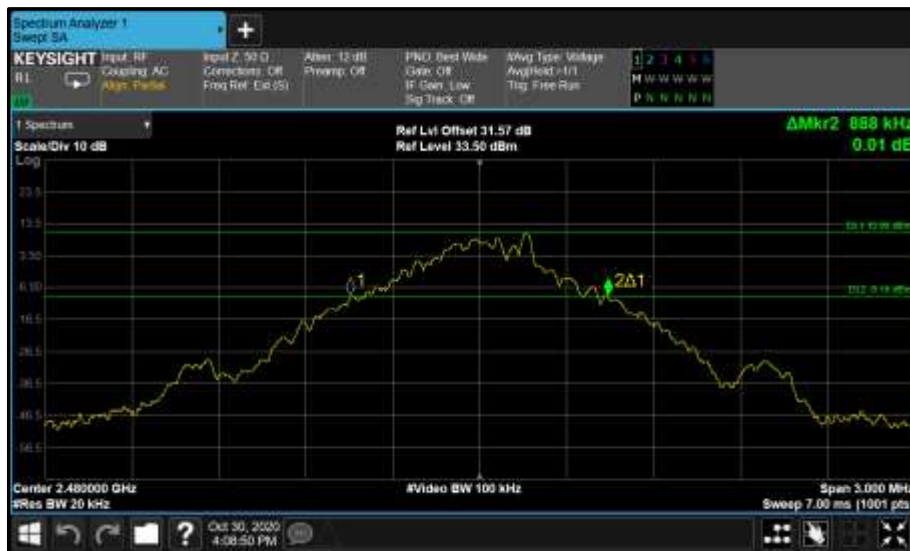 Spectrum Analyzer 1
Swept SA
+
KEYSIGHT
R L
Input: RF
Coupling: AC
Align: Partial
Input Z: 50 Ω
Corrections: Off
Freq Ref: Ext (S)
Atten: 12 dB
Preamp: Off
PNO: Best Wide
Gate: Off
IF Gain: Low
Sig Track: Off
Avg Type: Voltage
Avg|Hold: >1/1
Trig: Free Run
1 2 3 4 5 6
M W W W W W
P N N N N N
1 Spectrum
Scale/Div 10 dB
Log
Ref Lvl Offset 31.57 dB
Ref Level 33.50 dBm
ΔMkr2 888 kHz
0.01 dB
23.5
13.5
3.50
-6.50
-16.5
-26.5
-36.5
-46.5
-56.5
1
2Δ1
Center 2.480000 GHz
#Res BW 20 kHz
#Video BW 100 kHz
Span 3.000 MHz
Sweep 7.00 ms (1001 pts)
?
Oct 30, 2020
4:08:50 PM